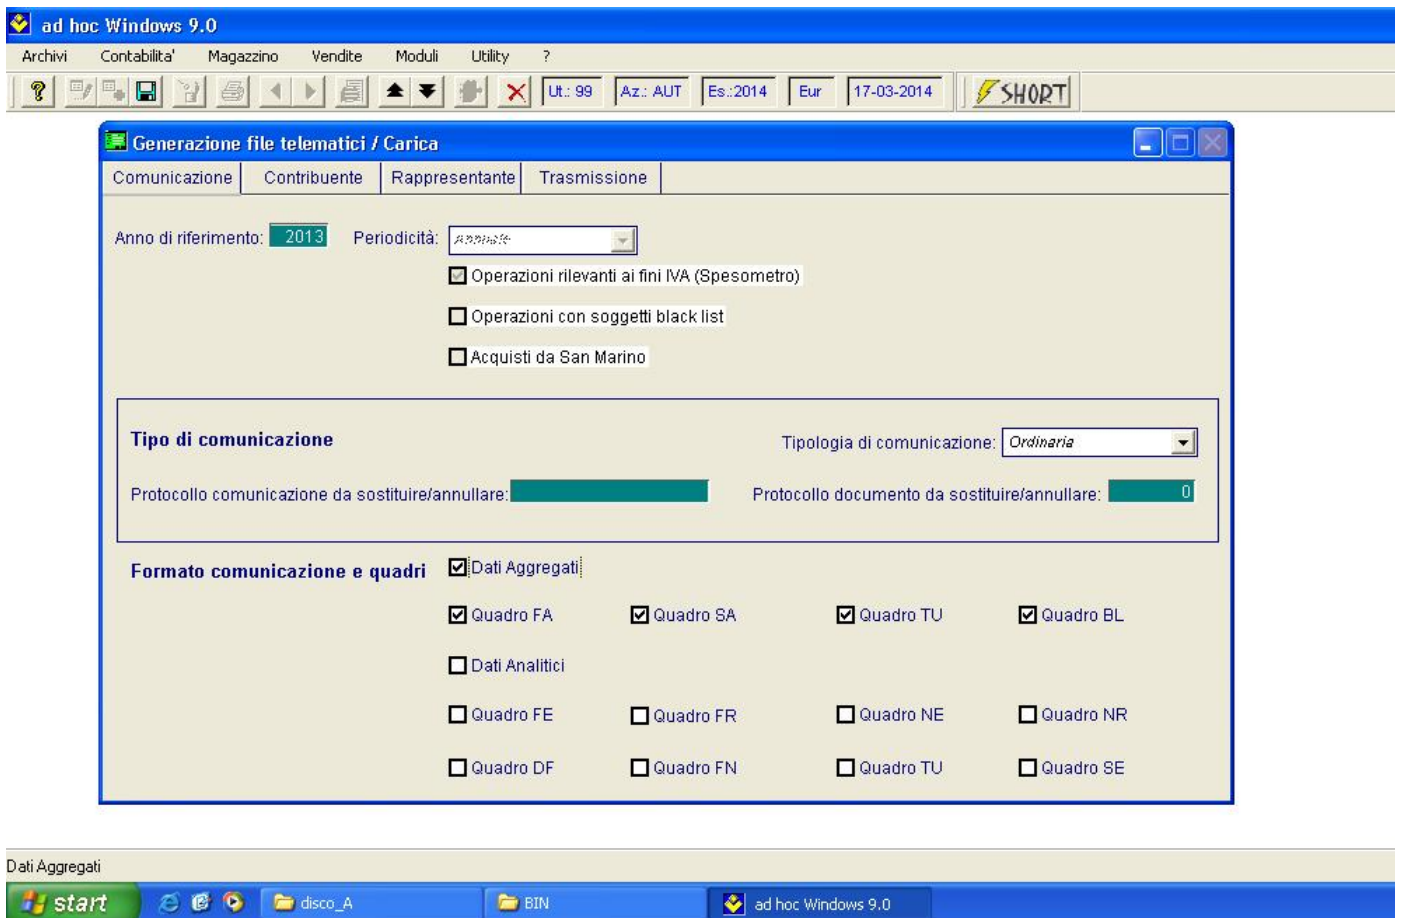 ad hoc Windows 9.0
Archivi Contabilita' Magazzino Vendite Moduli Utility ?
Ut.: 99 Az.: AUT Es.:2014 Eur 17-03-2014 SHORT
Generazione file telematici / Carica
Comunicazione Contribuente Rappresentante Trasmissione
Anno di riferimento: 2013 Periodicità: Annuale
Operazioni rilevanti ai fini IVA (Spesometro)
Operazioni con soggetti black list
Acquisti da San Marino
Tipo di comunicazione Tipologia di comunicazione: Ordinaria
Protocollo comunicazione da sostituire/annullare: Protocollo documento da sostituire/annullare: 0
Formato comunicazione e quadri Dati Aggregati
Quadro FA Quadro SA Quadro TU Quadro BL
Dati Analitici
Quadro FE Quadro FR Quadro NE Quadro NR
Quadro DF Quadro FN Quadro TU Quadro SE
Dati Aggregati
start disco_A BIN ad hoc Windows 9.0